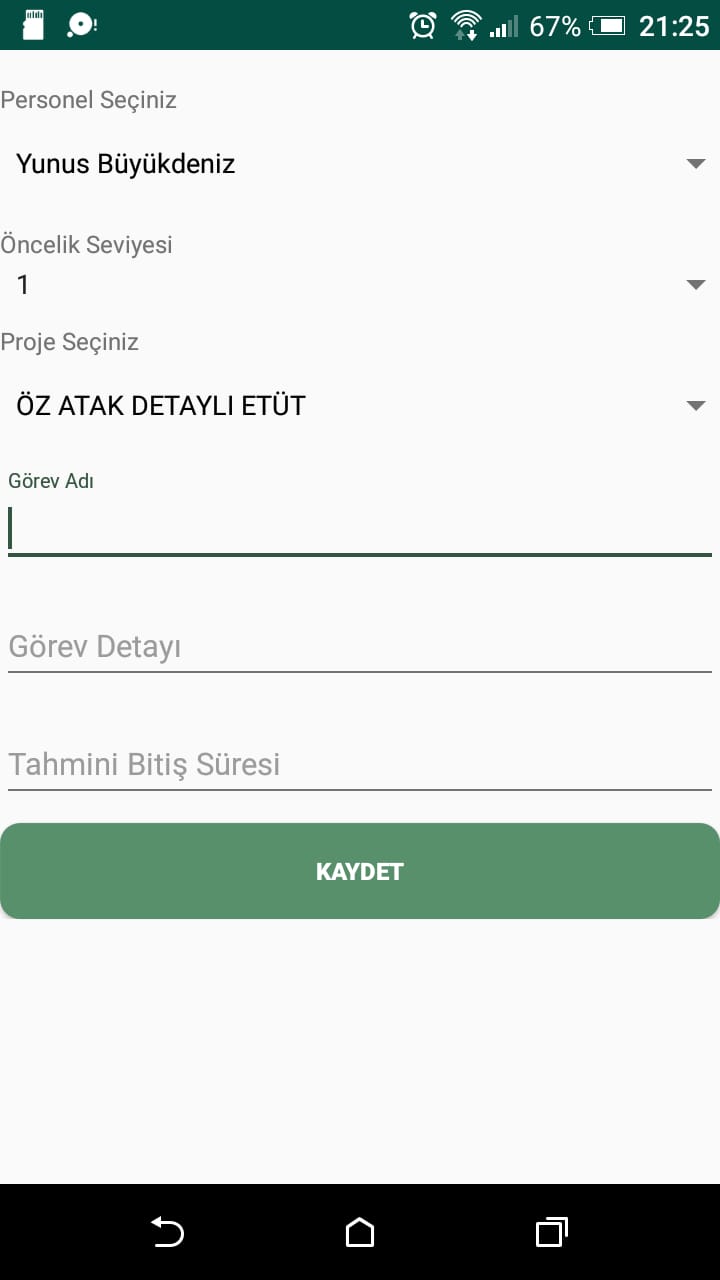 67% 21:25
Personel Seçiniz
Yunus Büyükdeniz
Öncelik Seviyesi
1
Proje Seçiniz
ÖZ ATAK DETAYLI ETÜT
Görev Adı
Görev Detayı
Tahmini Bitiş Süresi
KAYDET